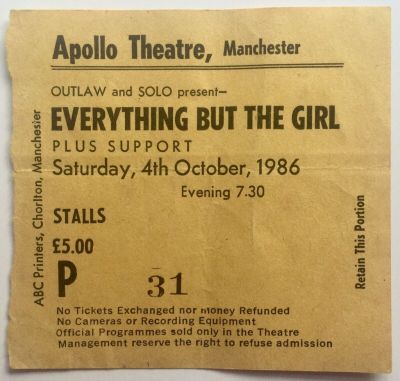 Apollo Theatre, Manchester
OUTLAW and SOLO present–
EVERYTHING BUT THE GIRL
PLUS SUPPORT
Saturday, 4th October, 1986
Evening 7.30
STALLS
£5.00
P 31
No Tickets Exchanged nor money Refunded
No Cameras or Recording Equipment
Official Programmes sold only in the Theatre
Management reserve the right to refuse admission
ABC Printers, Chorlton, Manchester
Retain This Portion